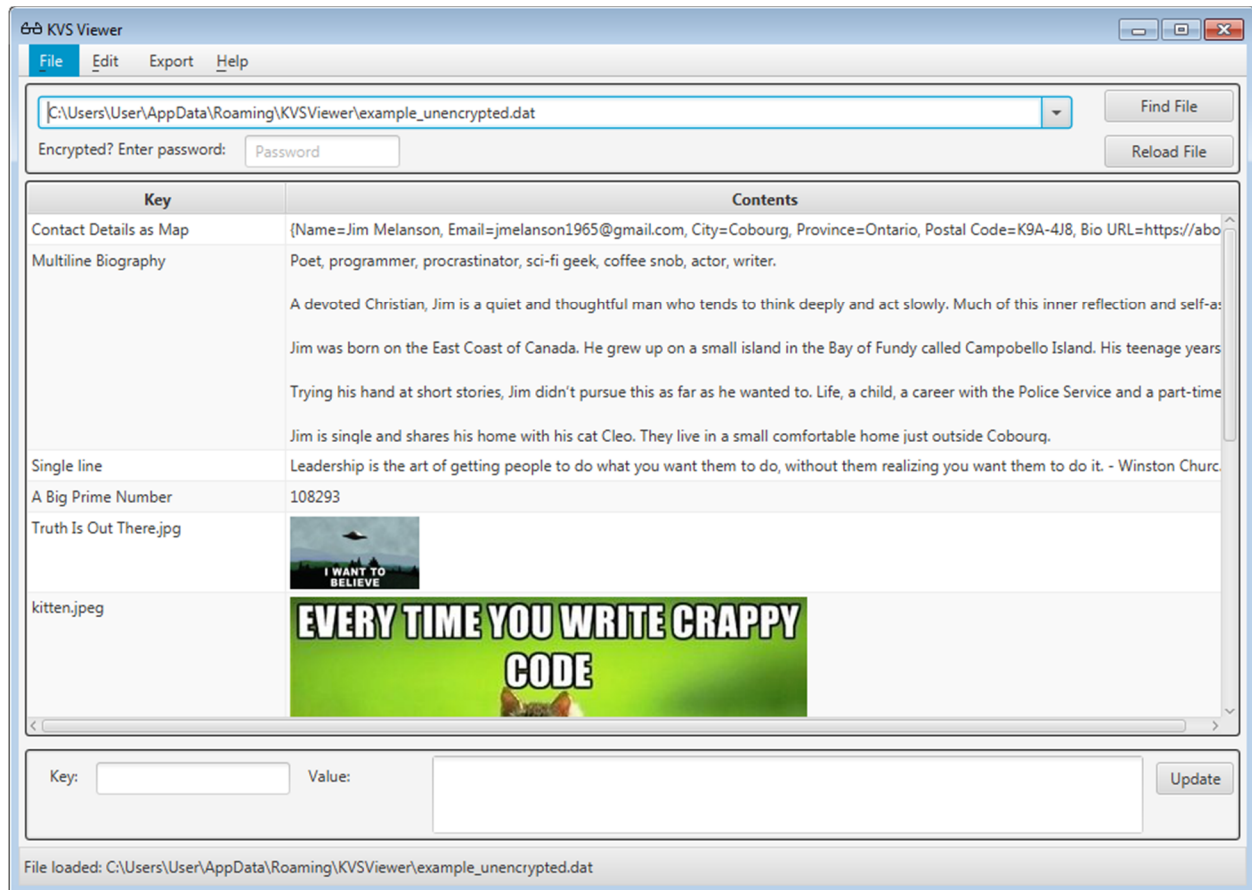 KVS Viewer
File Edit Export Help
C:\Users\User\AppData\Roaming\KVSViewer\example_unencrypted.dat
Find File
Encrypted? Enter password: Password
Reload File
Key Contents
Contact Details as Map {Name=Jim Melanson, Email=jmelanson1965@gmail.com, City=Cobourg, Province=Ontario, Postal Code=K9A-4J8, Bio URL=https://abo
Multiline Biography Poet, programmer, procrastinator, sci-fi geek, coffee snob, actor, writer.
A devoted Christian, Jim is a quiet and thoughtful man who tends to think deeply and act slowly. Much of this inner reflection and self-as
Jim was born on the East Coast of Canada. He grew up on a small island in the Bay of Fundy called Campobello Island. His teenage years
Trying his hand at short stories, Jim didn't pursue this as far as he wanted to. Life, a child, a career with the Police Service and a part-time
Jim is single and shares his home with his cat Cleo. They live in a small comfortable home just outside Cobourg.
Single line Leadership is the art of getting people to do what you want them to do, without them realizing you want them to do it. - Winston Churc
A Big Prime Number 108293
Truth Is Out There.jpg
I WANT TO
BELIEVE
kitten.jpeg
EVERY TIME YOU WRITE CRAPPY
CODE
Key: Value: Update
File loaded: C:\Users\User\AppData\Roaming\KVSViewer\example_unencrypted.dat